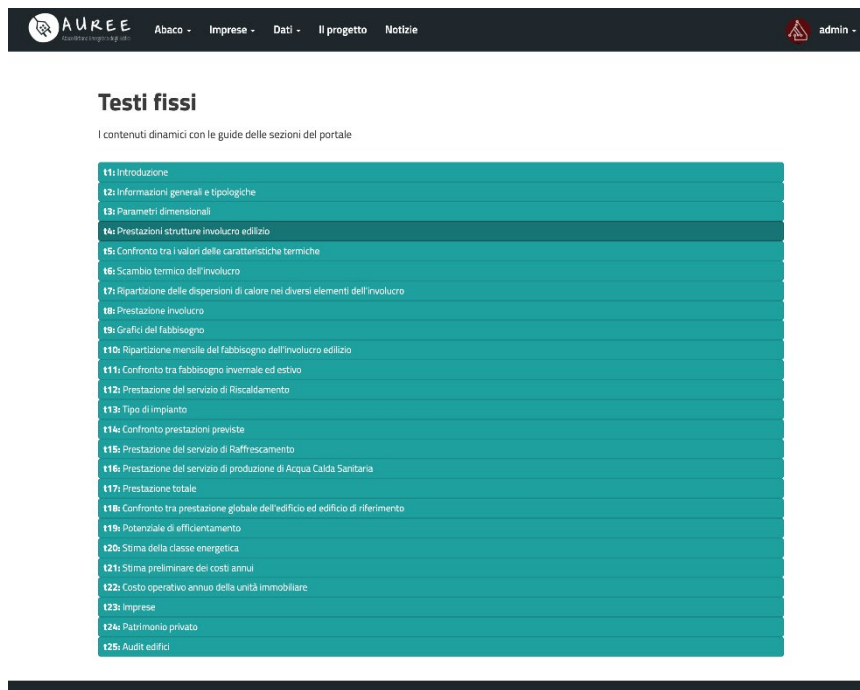 AUREE
Abaco -
Imprese -
Dati -
Il progetto
Notizie
admin -
Testi fissi
I contenuti dinamici con le guide delle sezioni del portale
t1: Introduzione
t2: Informazioni generali e tipologiche
t3: Parametri dimensionali
t4: Prestazioni strutture involucro edilizio
t5: Confronto tra i valori delle caratteristiche termiche
t6: Scambio termico dell'involucro
t7: Ripartizione delle dispersioni di calore nei diversi elementi dell'involucro
t8: Prestazione involucro
t9: Grafici del fabbisogno
t10: Ripartizione mensile del fabbisogno dell'involucro edilizio
t11: Confronto tra fabbisogno invernale ed estivo
t12: Prestazione del servizio di Riscaldamento
t13: Tipo di impianto
t14: Confronto prestazioni previste
t15: Prestazione del servizio di Raffrescamento
t16: Prestazione del servizio di produzione di Acqua Calda Sanitaria
t17: Prestazione totale
t18: Confronto tra prestazione globale dell'edificio ed edificio di riferimento
t19: Potenziale di efficientamento
t20: Stima della classe energetica
t21: Stima preliminare dei costi annui
t22: Costo operativo annuo della unità immobiliare
t23: Imprese
t24: Patrimonio privato
t25: Audit edifici